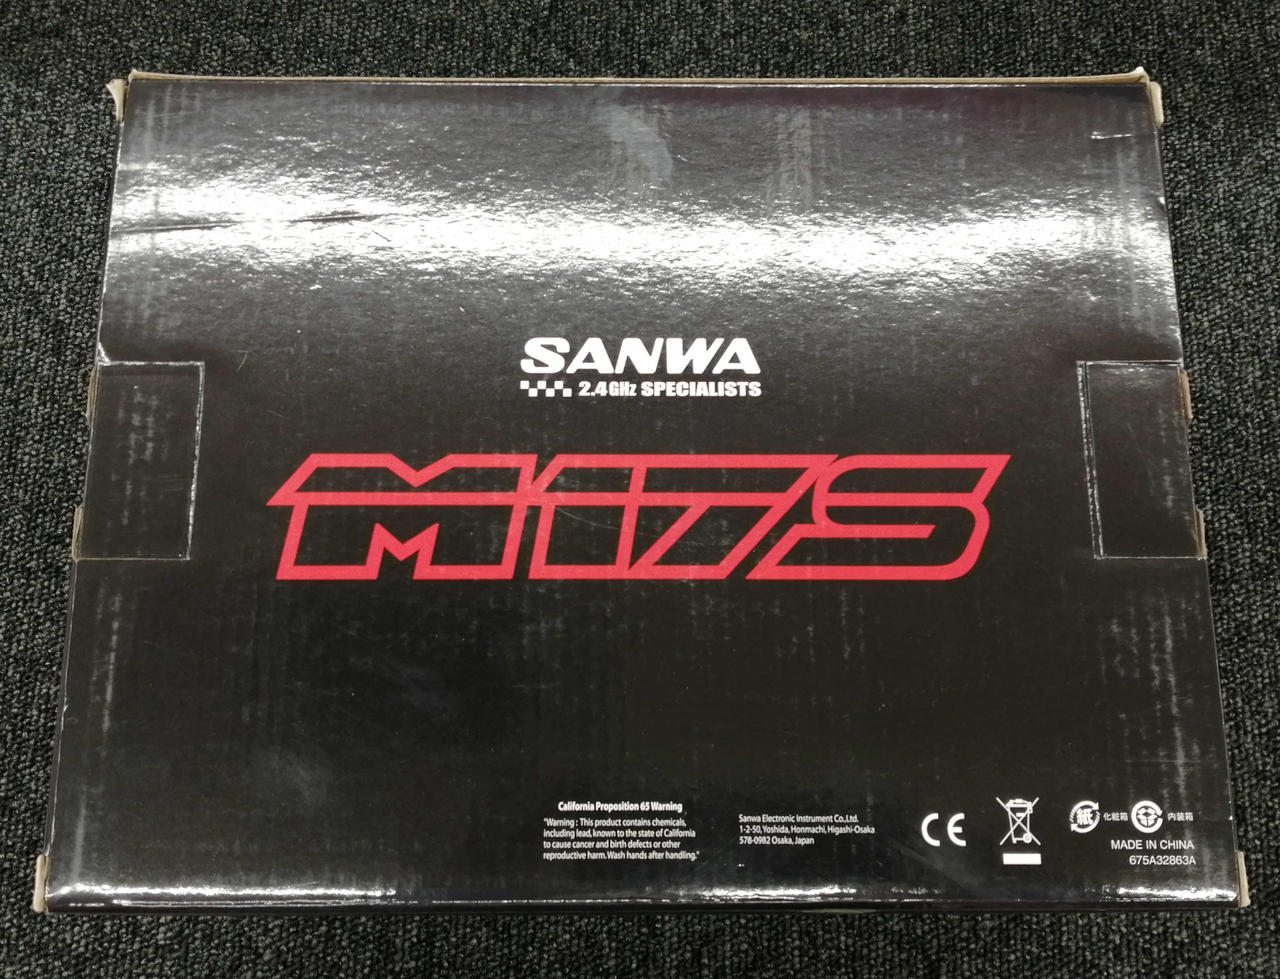 SANWA
2.4GHz SPECIALISTS
M17S
California Proposition 65 Warning
"Warning : This product contains chemicals,
including lead, known to the state of California
to cause cancer and birth defects or other
reproductive harm. Wash hands after handling."
Sanwa Electronic Instrument Co.,Ltd.
1-2-50, Yoshida, Honmachi, Higashi-Osaka
578-0982 Osaka, Japan
CE
紙 化粧箱
内装箱
MADE IN CHINA
675A32863A